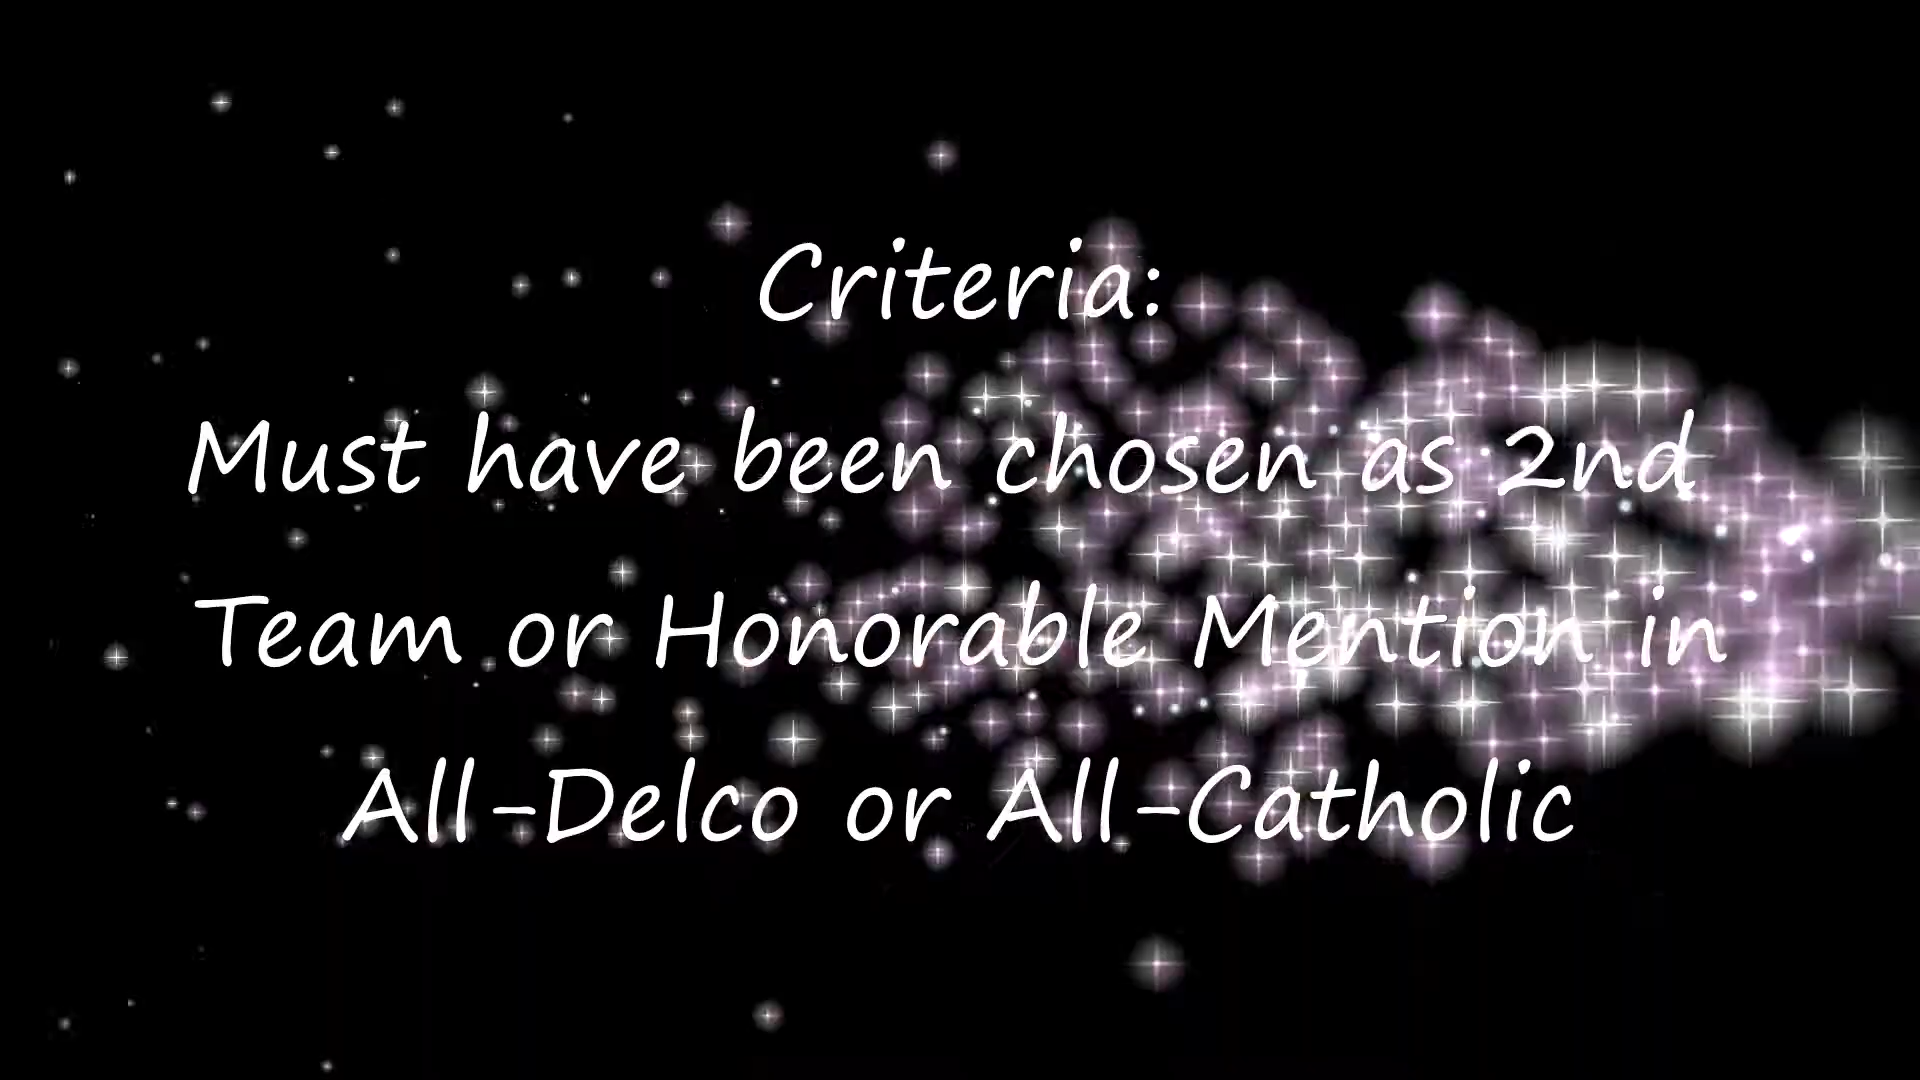 Criteria:
Must have been chosen as 2nd
Team or Honorable Mention in
All-Delco or All-Catholic